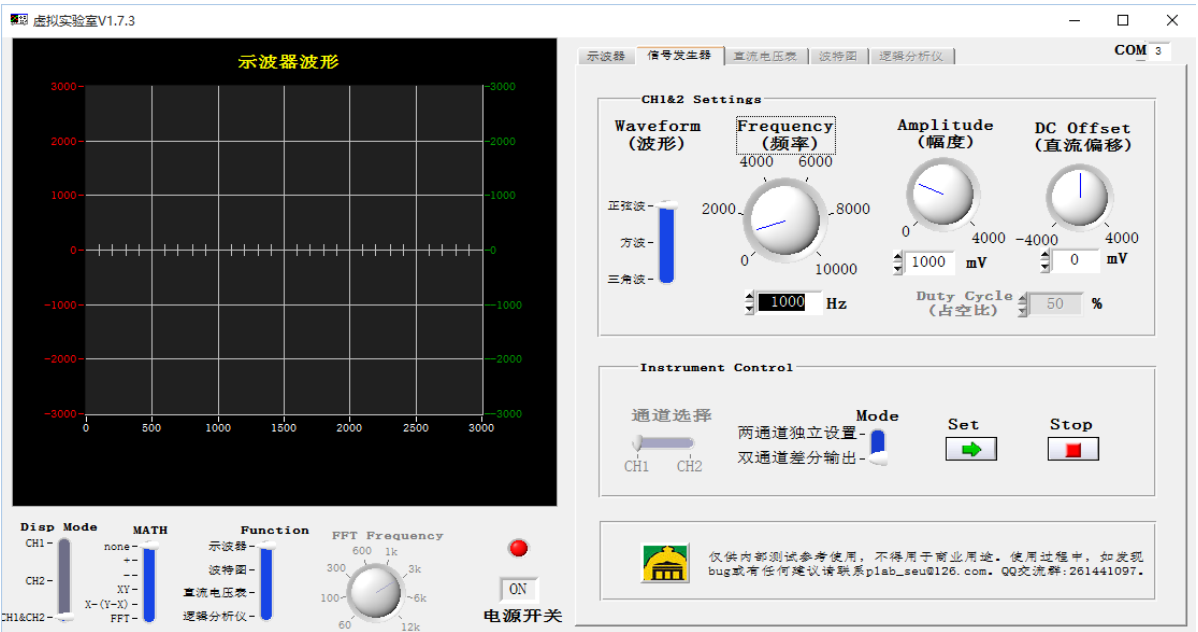 虚拟实验室V1.7.3
示波器波形
3000
2000
1000
0
-1000
-2000
-3000
3000
2000
1000
0
-1000
-2000
-3000
0 500 1000 1500 2000 2500 3000
示波器 信号发生器 直流电压表 波特图 逻辑分析仪
COM 3
CH1&2 Settings
Waveform
(波形)
正弦波
方波
三角波
Frequency
(频率)
4000 6000
2000 8000
0 10000
1000 Hz
Amplitude
(幅度)
0 4000
1000 mV
DC Offset
(直流偏移)
-4000 4000
0 mV
Duty Cycle
(占空比)
50 %
Instrument Control
通道选择
CH1 CH2
Mode
两通道独立设置
双通道差分输出
Set
Stop
Disp Mode
CH1
CH2
CH1&CH2
MATH
none
+
-
XY
X-(Y-X)
FFT
Function
示波器
波特图
直流电压表
逻辑分析仪
FFT Frequency
600 1k
300 3k
100 6k
60 12k
ON
电源开关
仅供内部测试参考使用，不得用于商业用途。使用过程中，如发现
bug或有任何建议请联系plab_seu@126.com。QQ交流群:261441097.